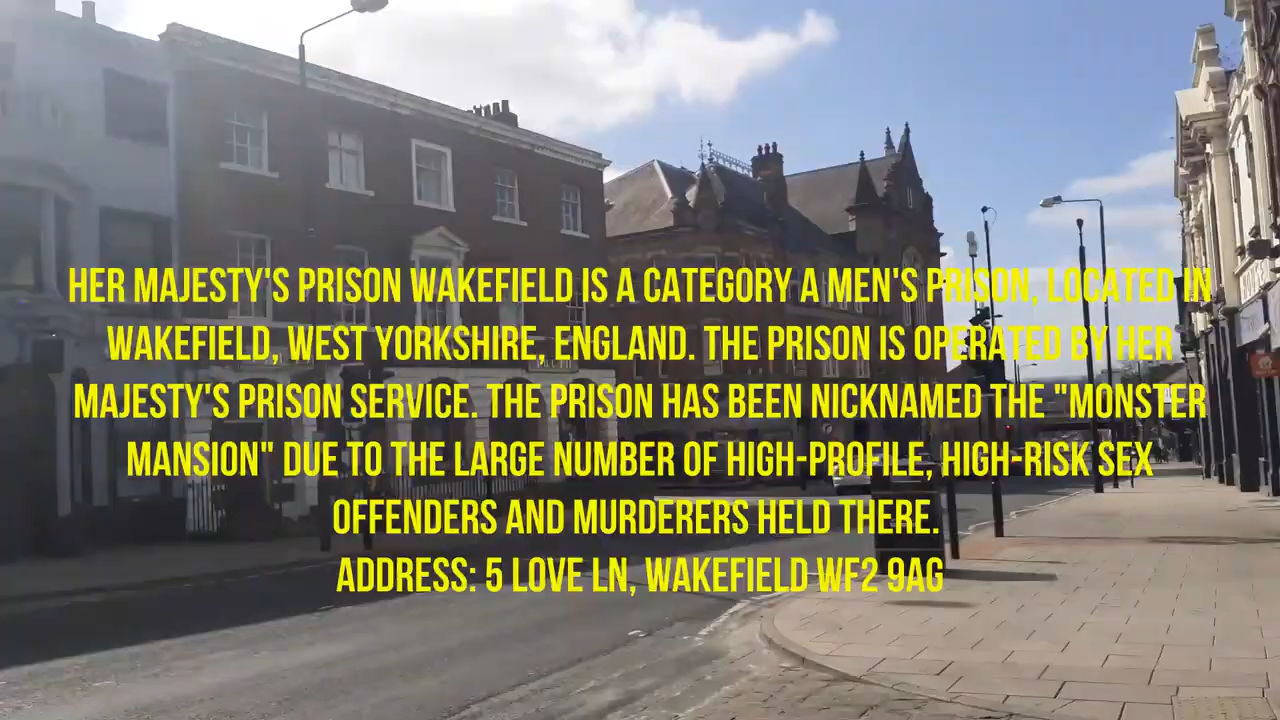 HER MAJESTY'S PRISON WAKEFIELD IS A CATEGORY A MEN'S PRISON, LOCATED IN
WAKEFIELD, WEST YORKSHIRE, ENGLAND. THE PRISON IS OPERATED BY HER
MAJESTY'S PRISON SERVICE. THE PRISON HAS BEEN NICKNAMED THE "MONSTER
MANSION" DUE TO THE LARGE NUMBER OF HIGH-PROFILE, HIGH-RISK SEX
OFFENDERS AND MURDERERS HELD THERE.
ADDRESS: 5 LOVE LN, WAKEFIELD WF2 9AG